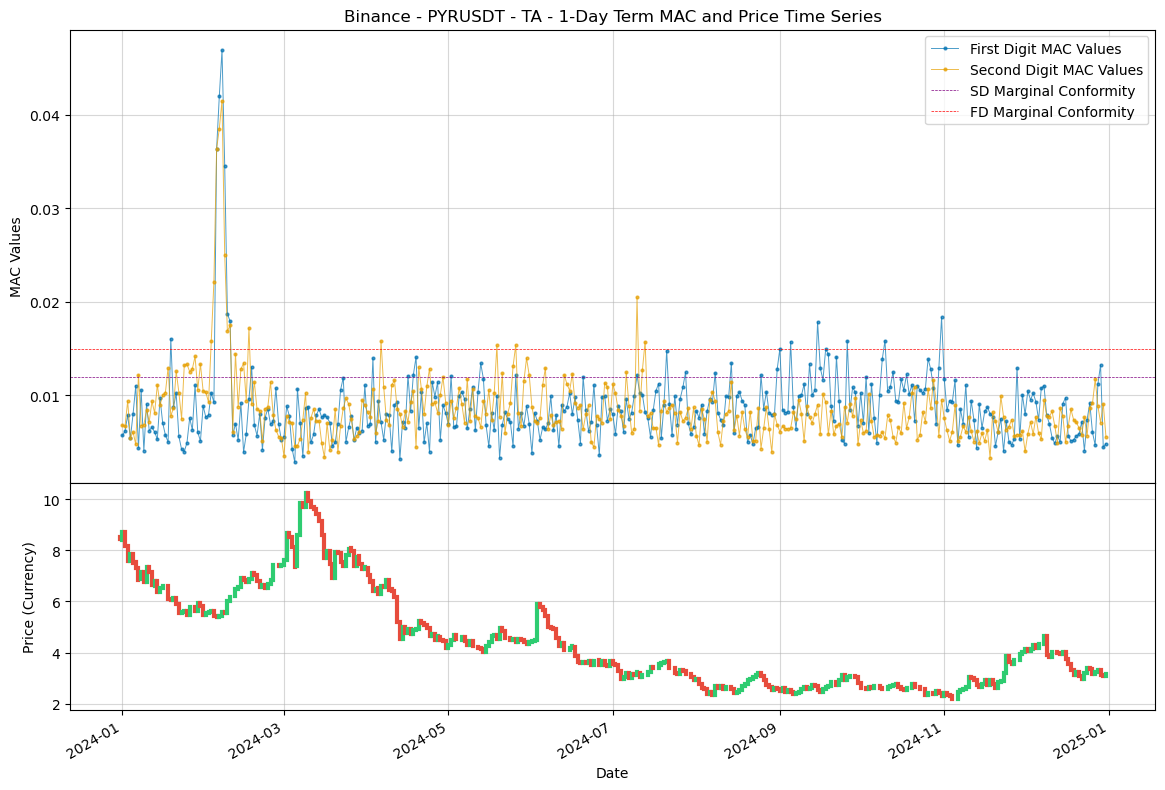 Binance - PYRUSDT - TA - 1-Day Term MAC and Price Time Series
First Digit MAC Values
Second Digit MAC Values
SD Marginal Conformity
FD Marginal Conformity
MAC Values
0.04
0.03
0.02
0.01
Price (Currency)
10
8
6
4
2
2024-01
2024-03
2024-05
2024-07
2024-09
2024-11
2025-01
Date